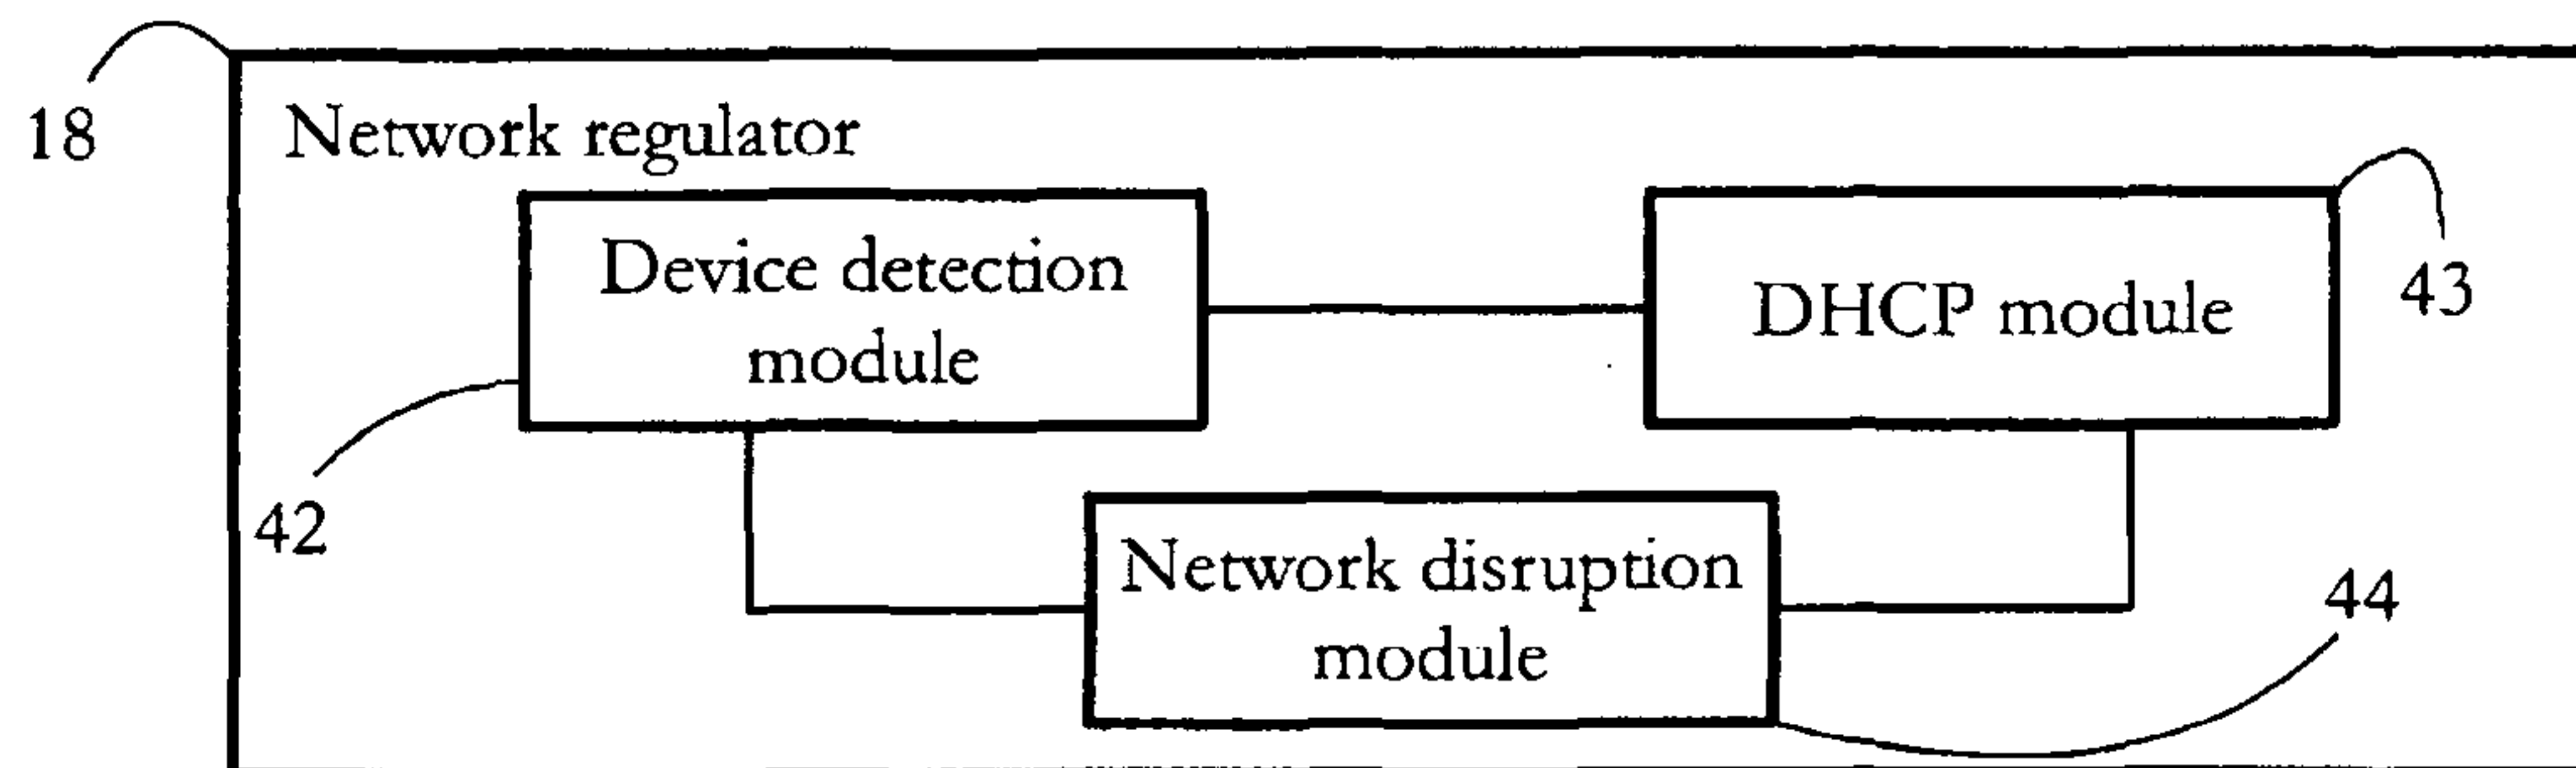 18
Network regulator
Device detection
module
DHCP module
43
42
Network disruption
module
44